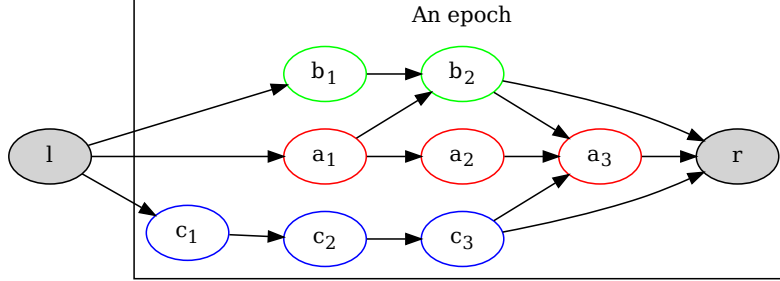 An epoch
b₁ b₂
l a₁ a₂ a₃ r
c₁ c₂ c₃